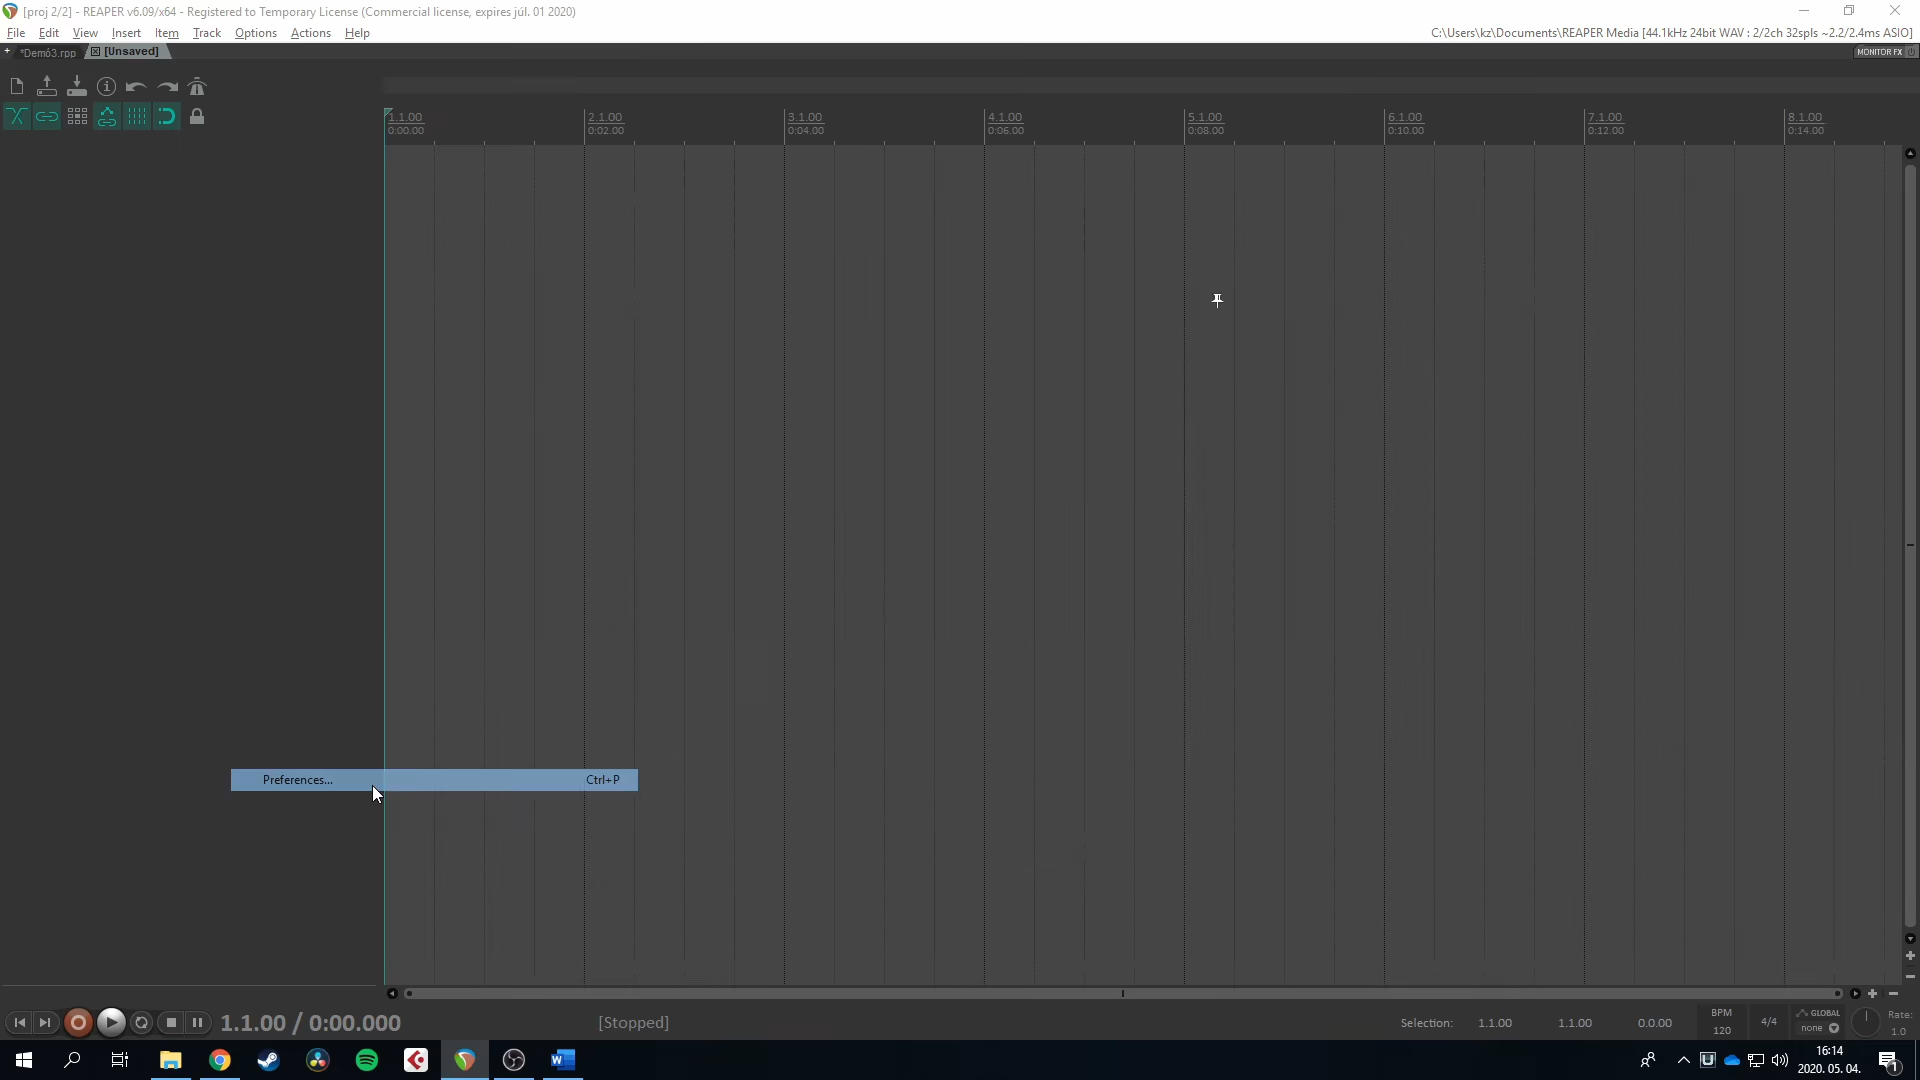 [proj 2/2] - REAPER v6.09/x64 - Registered to Temporary License (Commercial license, expires júl. 01 2020)
File Edit View Insert Item Track Options Actions Help
C:\Users\kz\Documents\REAPER Media [44.1kHz 24bit WAV : 2/2ch 32spls ~2.2/2.4ms ASIO]
+ *Demó3.rpp [Unsaved]
MONITOR FX
1.1.00 2.1.00 3.1.00 4.1.00 5.1.00 6.1.00 7.1.00 8.1.00
0:00.00 0:02.00 0:04.00 0:06.00 0:08.00 0:10.00 0:12.00 0:14.00
Preferences... Ctrl+P
1.1.00 / 0:00.000
[Stopped]
Selection: 1.1.00 1.1.00 0.0.00
BPM
120
4/4
GLOBAL
none
Rate:
1.0
16:14
2020. 05. 04.
1